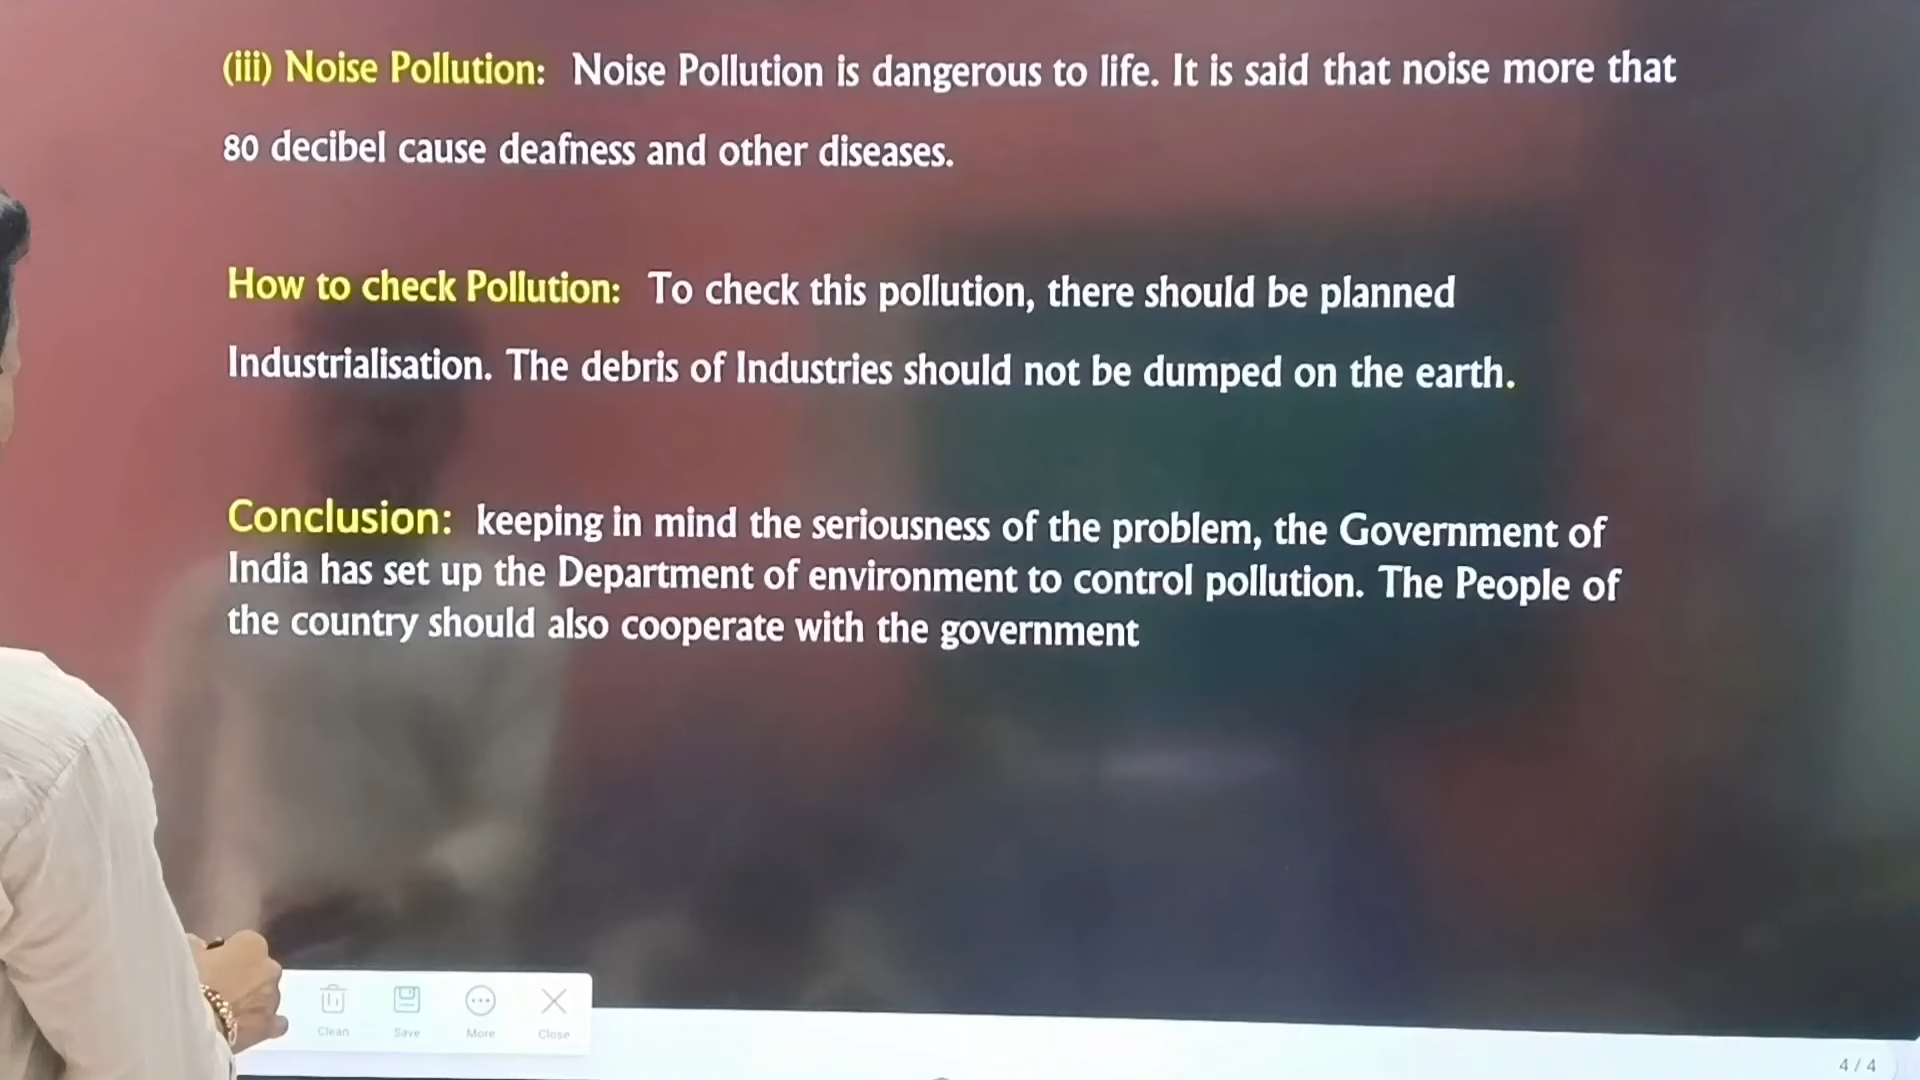 (iii) Noise Pollution: Noise Pollution is dangerous to life. It is said that noise more that
80 decibel cause deafness and other diseases.
How to check Pollution: To check this pollution, there should be planned
Industrialisation. The debris of Industries should not be dumped on the earth.
Conclusion: keeping in mind the seriousness of the problem, the Government of
India has set up the Department of environment to control pollution. The People of
the country should also cooperate with the government
Clean Save More Close
4 / 4